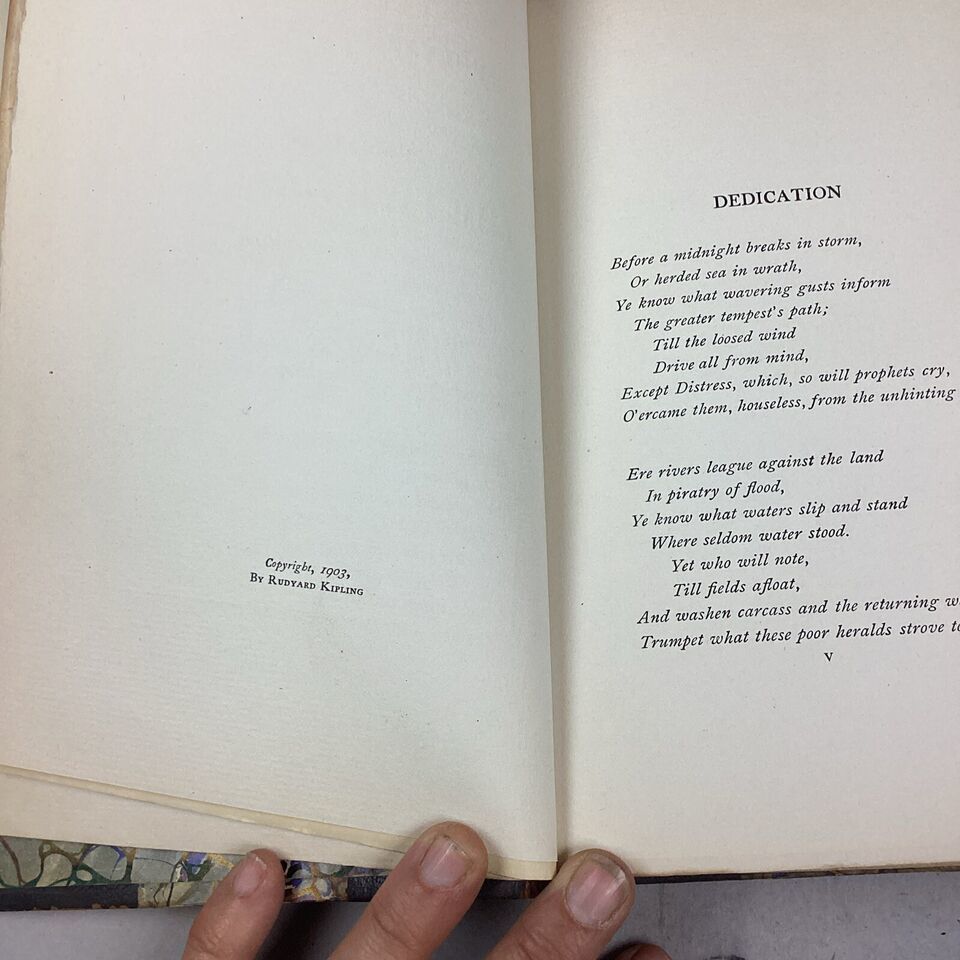 Copyright, 1903,
By Rudyard Kipling
DEDICATION
Before a midnight breaks in storm,
Or herded sea in wrath,
Ye know what wavering gusts inform
The greater tempest's path;
Till the loosed wind
Drive all from mind,
Except Distress, which, so will prophets cry,
O'ercame them, houseless, from the unhinting
Ere rivers league against the land
In piratry of flood,
Ye know what waters slip and stand
Where seldom water stood.
Yet who will note,
Till fields afloat,
And washen carcass and the returning
Trumpet what these poor heralds strove
v